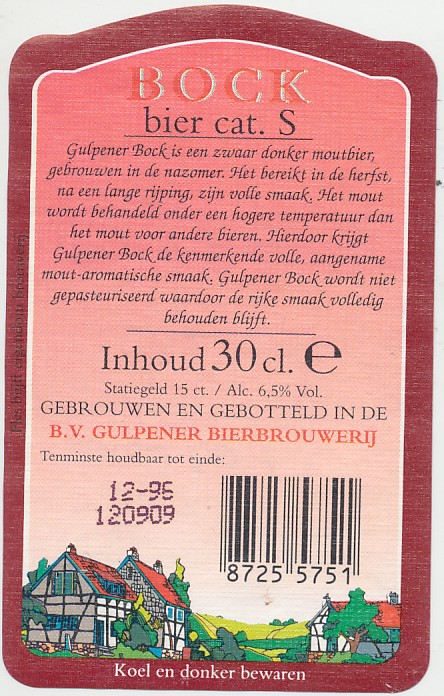 BOCK
bier cat. S
Gulpener Bock is een zwaar donker moutbier,
gebrouwen in de nazomer. Het bereikt in de herfst,
na een lange rijping, zijn volle smaak. Het mout
wordt behandeld onder een hogere temperatuur dan
het mout voor andere bieren. Hierdoor krijgt
Gulpener Bock de kenmerkende volle, aangename
mout-aromatische smaak. Gulpener Bock wordt niet
gepasteuriseerd waardoor de rijke smaak volledig
behouden blijft.
Inhoud 30 cl. ℮
Statiegeld 15 ct. / Alc. 6,5% Vol.
GEBROUWEN EN GEBOTTELD IN DE
B.V. GULPENER BIERBROUWERIJ
Tenminste houdbaar tot einde:
12-96
120909
8725 5751
Koel en donker bewaren
Fles blijft eigendom brouwerij